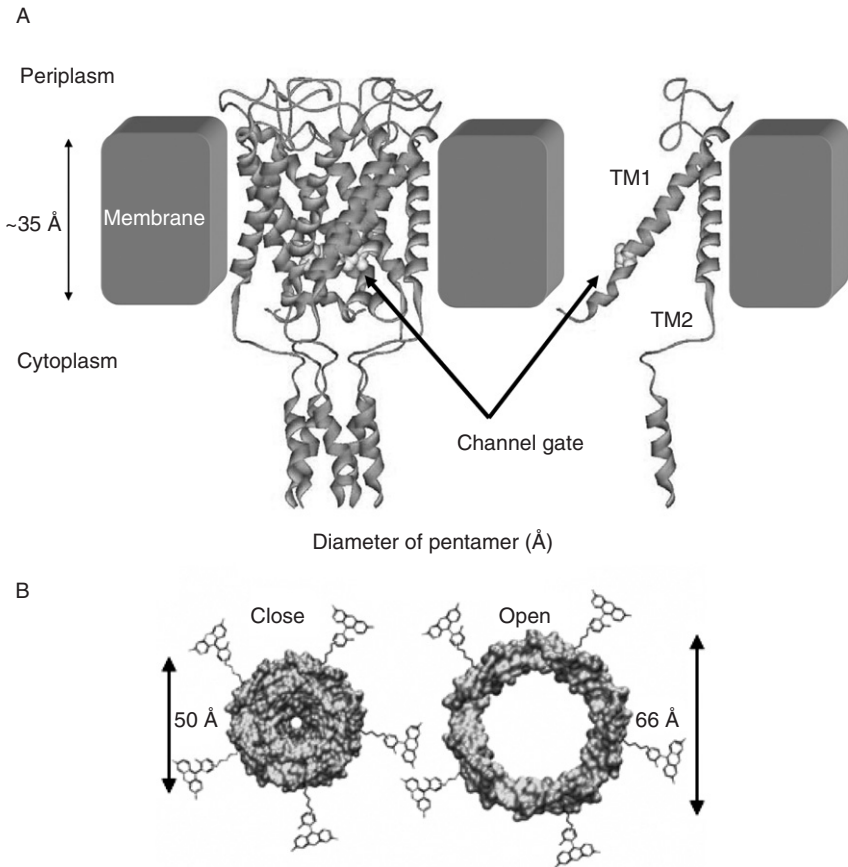 A
Periplasm
TM1
Membrane
~35 Å
TM2
Cytoplasm
Channel gate
Diameter of pentamer (Å)
B
Close
Open
50 Å
66 Å